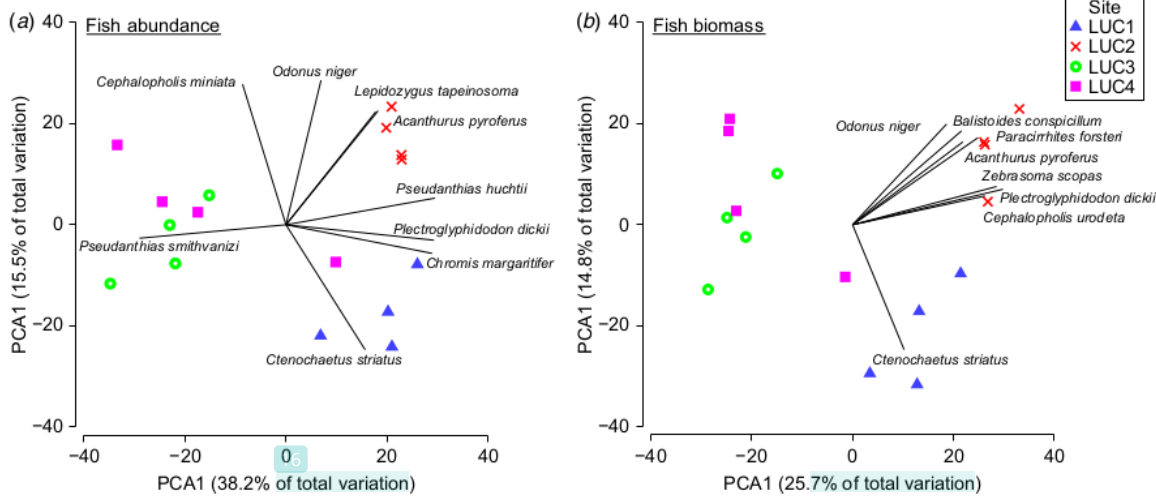 (a)
Fish abundance
40
20
0
−20
−40
−40
−20
0
20
40
PCA1 (15.5% of total variation)
PCA1 (38.2% of total variation)
16
Cephalopholis miniata
Odonus niger
Lepidozygus tapeinosoma
Acanthurus pyroferus
Pseudanthias huchtii
Plectroglyphidodon dickii
Pseudanthias smithvanizi
Chromis margaritifer
Ctenochaetus striatus
(b)
Fish biomass
40
20
0
−20
−40
−40
−20
0
20
40
PCA1 (14.8% of total variation)
PCA1 (25.7% of total variation)
Odonus niger
Balistoides conspicillum
Paracirrhites forsteri
Acanthurus pyroferus
Zebrasoma scopas
Plectroglyphidodon dickii
Cephalopholis urodeta
Ctenochaetus striatus
Site
LUC1
LUC2
LUC3
LUC4